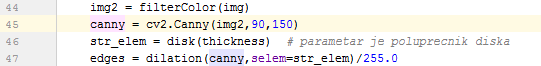 44 img2 = filterColor(img)
45 canny = cv2.Canny(img2,90,150)
46 str_elem = disk(thickness)  # parametar je poluprecnik diska
47 edges = dilation(canny,selem=str_elem)/255.0